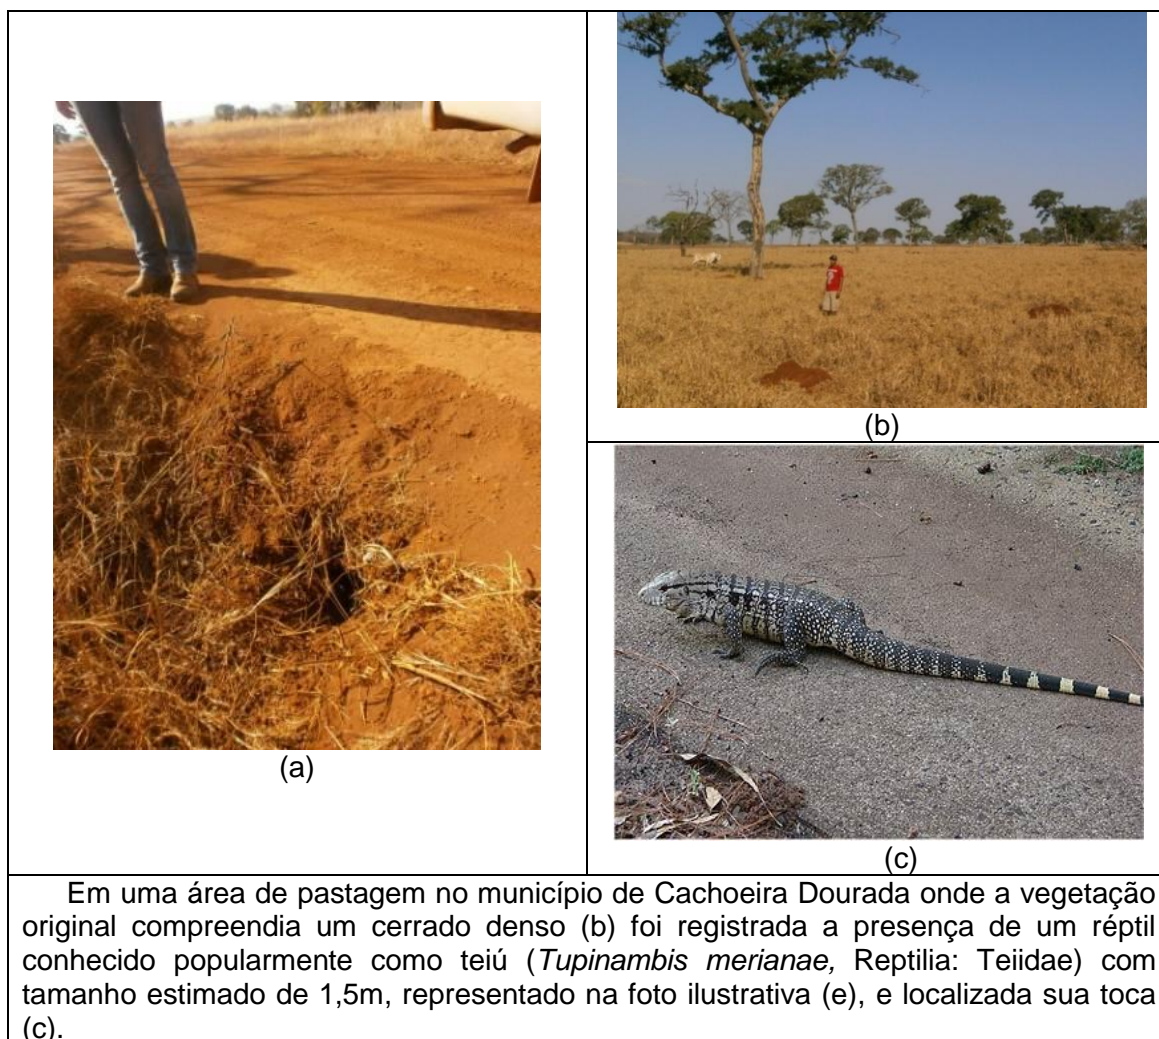 (a)
(b)
(c)
Em uma área de pastagem no município de Cachoeira Dourada onde a vegetação
original compreendia um cerrado denso (b) foi registrada a presença de um réptil
conhecido popularmente como teiú (Tupinambis merianae, Reptilia: Teiidae) com
tamanho estimado de 1,5m, representado na foto ilustrativa (e), e localizada sua toca
(c).